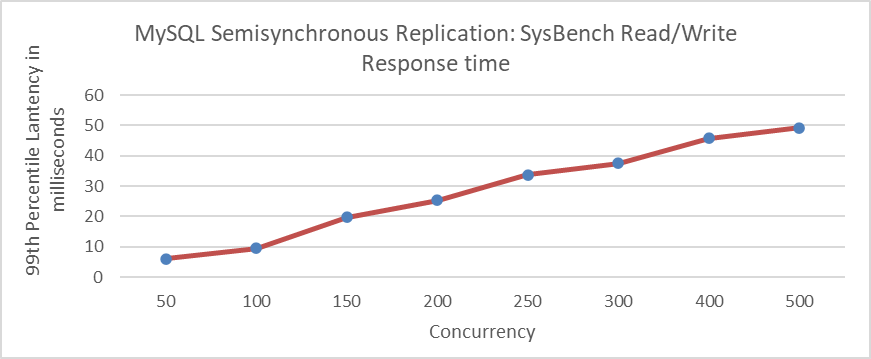 MySQL Semisynchronous Replication: SysBench Read/Write
Response time
99th Percentile Lantency in
milliseconds
60
50
40
30
20
10
0
50 100 150 200 250 300 400 500
Concurrency